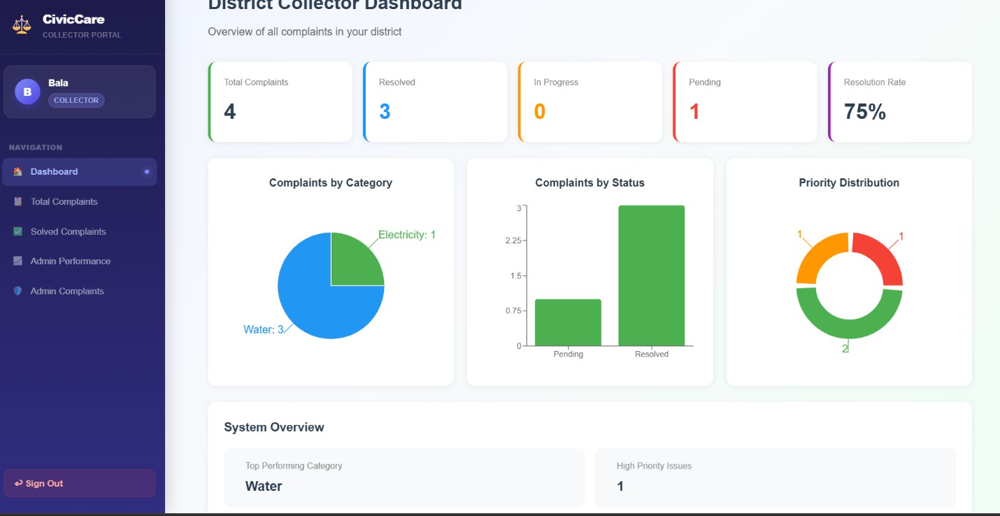 CivicCare
COLLECTOR PORTAL
B
Bala
COLLECTOR
NAVIGATION
Dashboard
Total Complaints
Solved Complaints
Admin Performance
Admin Complaints
Sign Out
District Collector Dashboard
Overview of all complaints in your district
Total Complaints
4
Resolved
3
In Progress
0
Pending
1
Resolution Rate
75%
Complaints by Category
Electricity: 1
Water: 3
Complaints by Status
3
2.25
1.5
0.75
0
Pending
Resolved
Priority Distribution
1
1
2
System Overview
Top Performing Category
Water
High Priority Issues
1